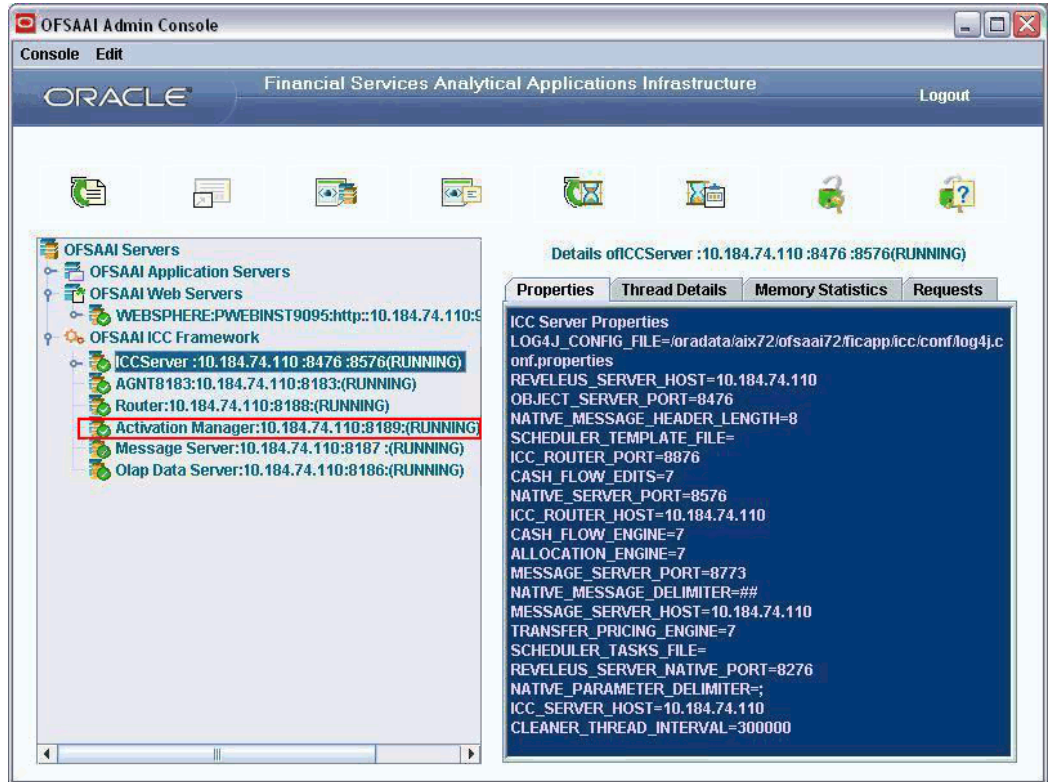 OFSAAI Admin Console
Console Edit
ORACLE
Financial Services Analytical Applications Infrastructure
Logout
OFSAAI Servers
OFSAAI Application Servers
OFSAAI Web Servers
WEBSPHERE:PWEBINST9095:http::10.184.74.110:9
OFSAAI ICC Framework
ICCServer :10.184.74.110 :8476 :8576(RUNNING)
AGNT8183:10.184.74.110:8183:(RUNNING)
Router:10.184.74.110:8188:(RUNNING)
Activation Manager:10.184.74.110:8189:(RUNNING)
Message Server:10.184.74.110:8187 :(RUNNING)
Olap Data Server:10.184.74.110:8186:(RUNNING)
Details ofICCServer :10.184.74.110 :8476 :8576(RUNNING)
Properties Thread Details Memory Statistics Requests
ICC Server Properties
LOG4J_CONFIG_FILE=/oradata/aix72/ofsaai72/ficapp/icc/conf/log4j.c
onf.properties
REVELEUS_SERVER_HOST=10.184.74.110
OBJECT_SERVER_PORT=8476
NATIVE_MESSAGE_HEADER_LENGTH=8
SCHEDULER_TEMPLATE_FILE=
ICC_ROUTER_PORT=8876
CASH_FLOW_EDITS=7
NATIVE_SERVER_PORT=8576
ICC_ROUTER_HOST=10.184.74.110
CASH_FLOW_ENGINE=7
ALLOCATION_ENGINE=7
MESSAGE_SERVER_PORT=8773
NATIVE_MESSAGE_DELIMITER=##
MESSAGE_SERVER_HOST=10.184.74.110
TRANSFER_PRICING_ENGINE=7
SCHEDULER_TASKS_FILE=
REVELEUS_SERVER_NATIVE_PORT=8276
NATIVE_PARAMETER_DELIMITER=;
ICC_SERVER_HOST=10.184.74.110
CLEANER_THREAD_INTERVAL=300000